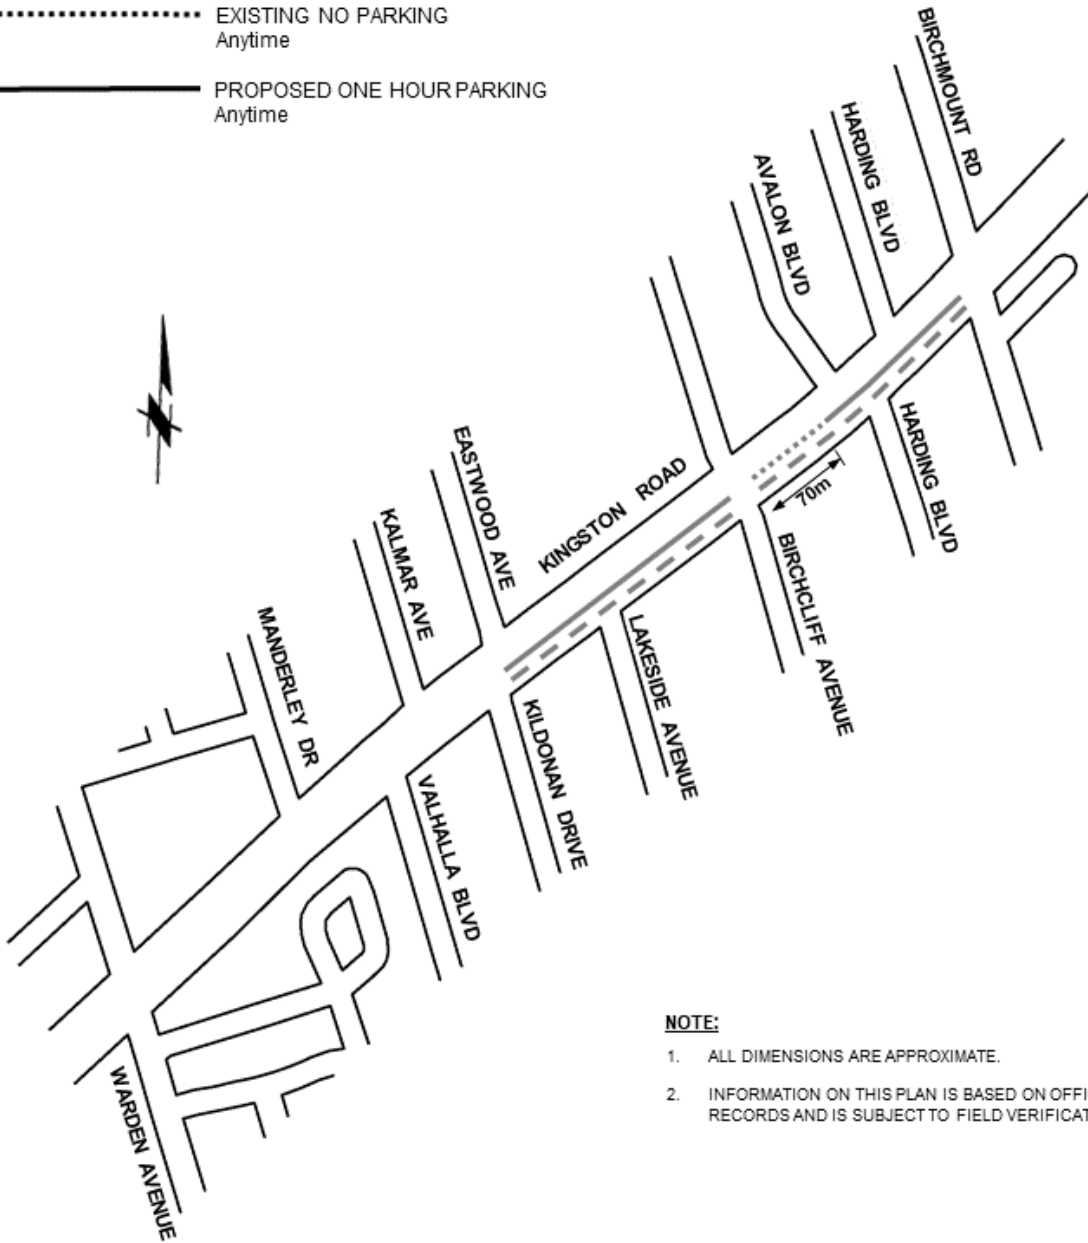 EXISTING NO PARKING
Anytime
PROPOSED ONE HOUR PARKING
Anytime
BIRCHMOUNT RD
HARDING BLVD
AVALON BLVD
EASTWOOD AVE
KINGSTON ROAD
KALMAR AVE
MANDERLEY DR
70m
HARDING BLVD
BIRCHCLIFF AVENUE
LAKESIDE AVENUE
KILDONAN DRIVE
VALHALLA BLVD
WARDEN AVENUE
NOTE:
1. ALL DIMENSIONS ARE APPROXIMATE.
2. INFORMATION ON THIS PLAN IS BASED ON OFFI
RECORDS AND IS SUBJECT TO FIELD VERIFICAT